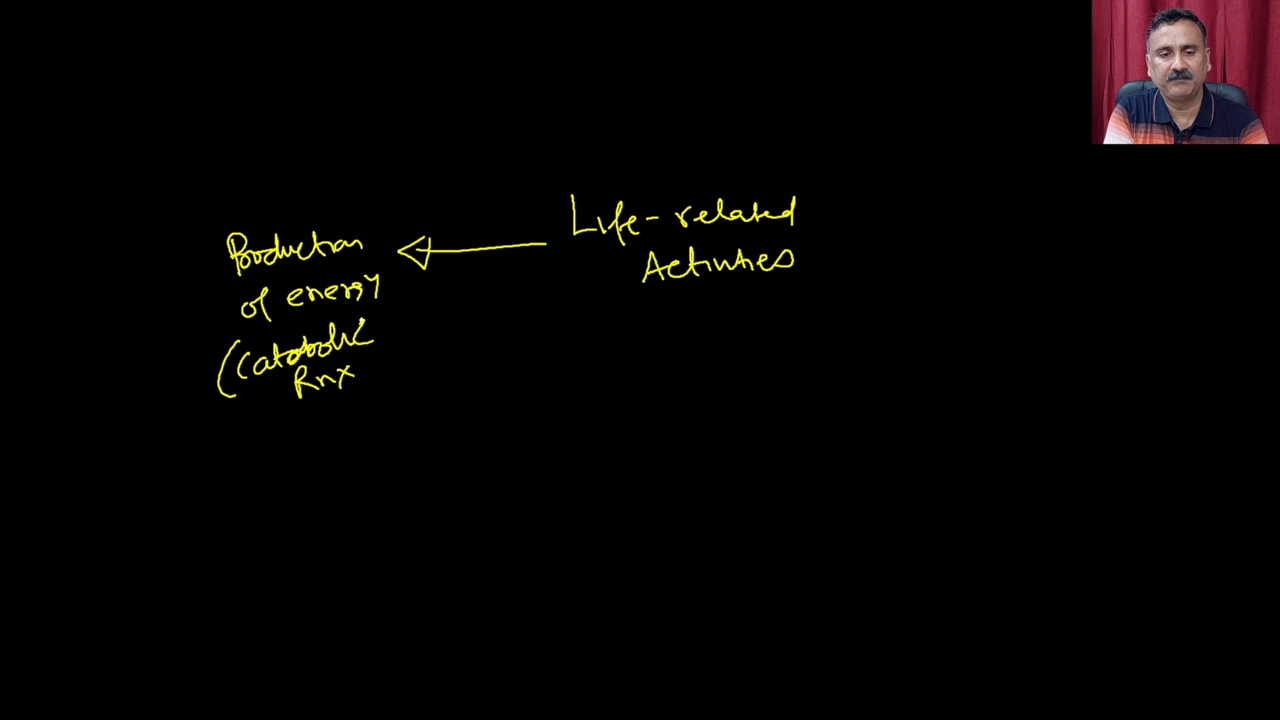 Life-related
Activities
Production
of energy
(Catabolic
Rnx